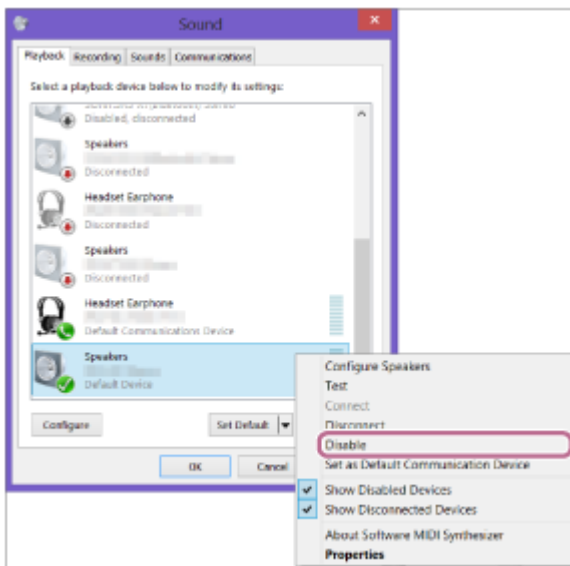 Sound
Playback Recording Sounds Communications
Select a playback device below to modify its settings:
Disabled, disconnected
Speakers
Disconnected
Headset Earphone
Disconnected
Speakers
Disconnected
Headset Earphone
Default Communications Device
Speakers
Default Device
Configure Set Default
OK Cancel
Configure Speakers
Test
Connect
Disconnect
Disable
Set as Default Communication Device
Show Disabled Devices
Show Disconnected Devices
About Software MIDI Synthesizer
Properties